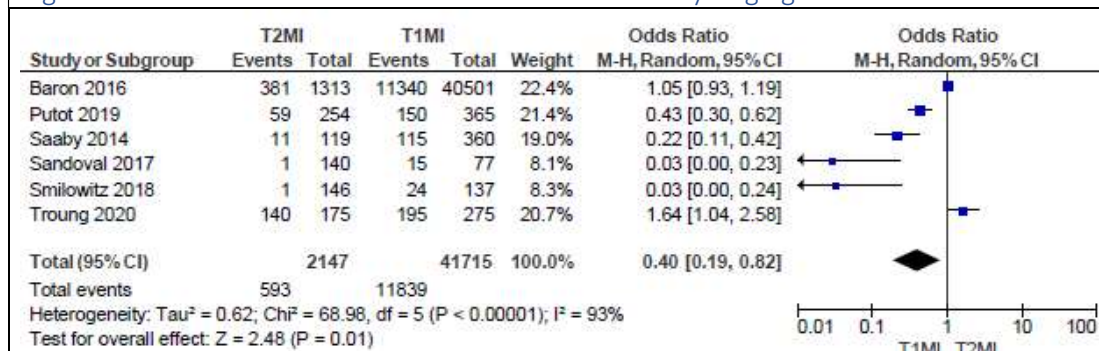 T2MI T1MI Odds Ratio Odds Ratio
Study or Subgroup Events Total Events Total Weight M-H, Random, 95% CI M-H, Random, 95% CI
Baron 2016 381 1313 11340 40501 22.4% 1.05 [0.93, 1.19]
Putot 2019 59 254 150 365 21.4% 0.43 [0.30, 0.62]
Saaby 2014 11 119 115 360 19.0% 0.22 [0.11, 0.42]
Sandoval 2017 1 140 15 77 8.1% 0.03 [0.00, 0.23]
Smilowitz 2018 1 146 24 137 8.3% 0.03 [0.00, 0.24]
Troung 2020 140 175 195 275 20.7% 1.64 [1.04, 2.58]
Total (95% CI) 2147 41715 100.0% 0.40 [0.19, 0.82]
Total events 593 11839
Heterogeneity: Tau² = 0.62; Chi² = 68.98, df = 5 (P < 0.00001); I² = 93%
Test for overall effect: Z = 2.48 (P = 0.01)
0.01 0.1 1 10 100
T1MI T2MI